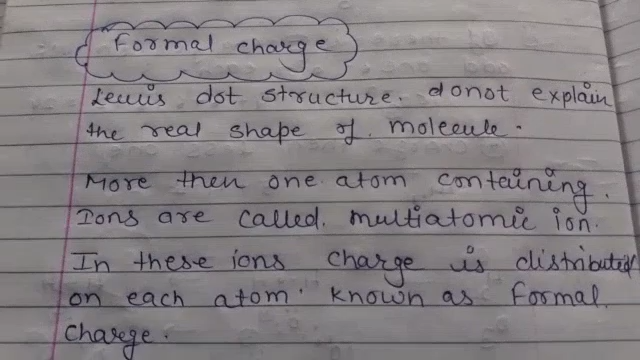 Formal charge
Lewis dot structure. donot explain
the real shape of molecule.
More then one atom containing.
Ions are called. multiatomic ion.
In these ions charge is distributed
on each atom. known as Formal.
Charge.